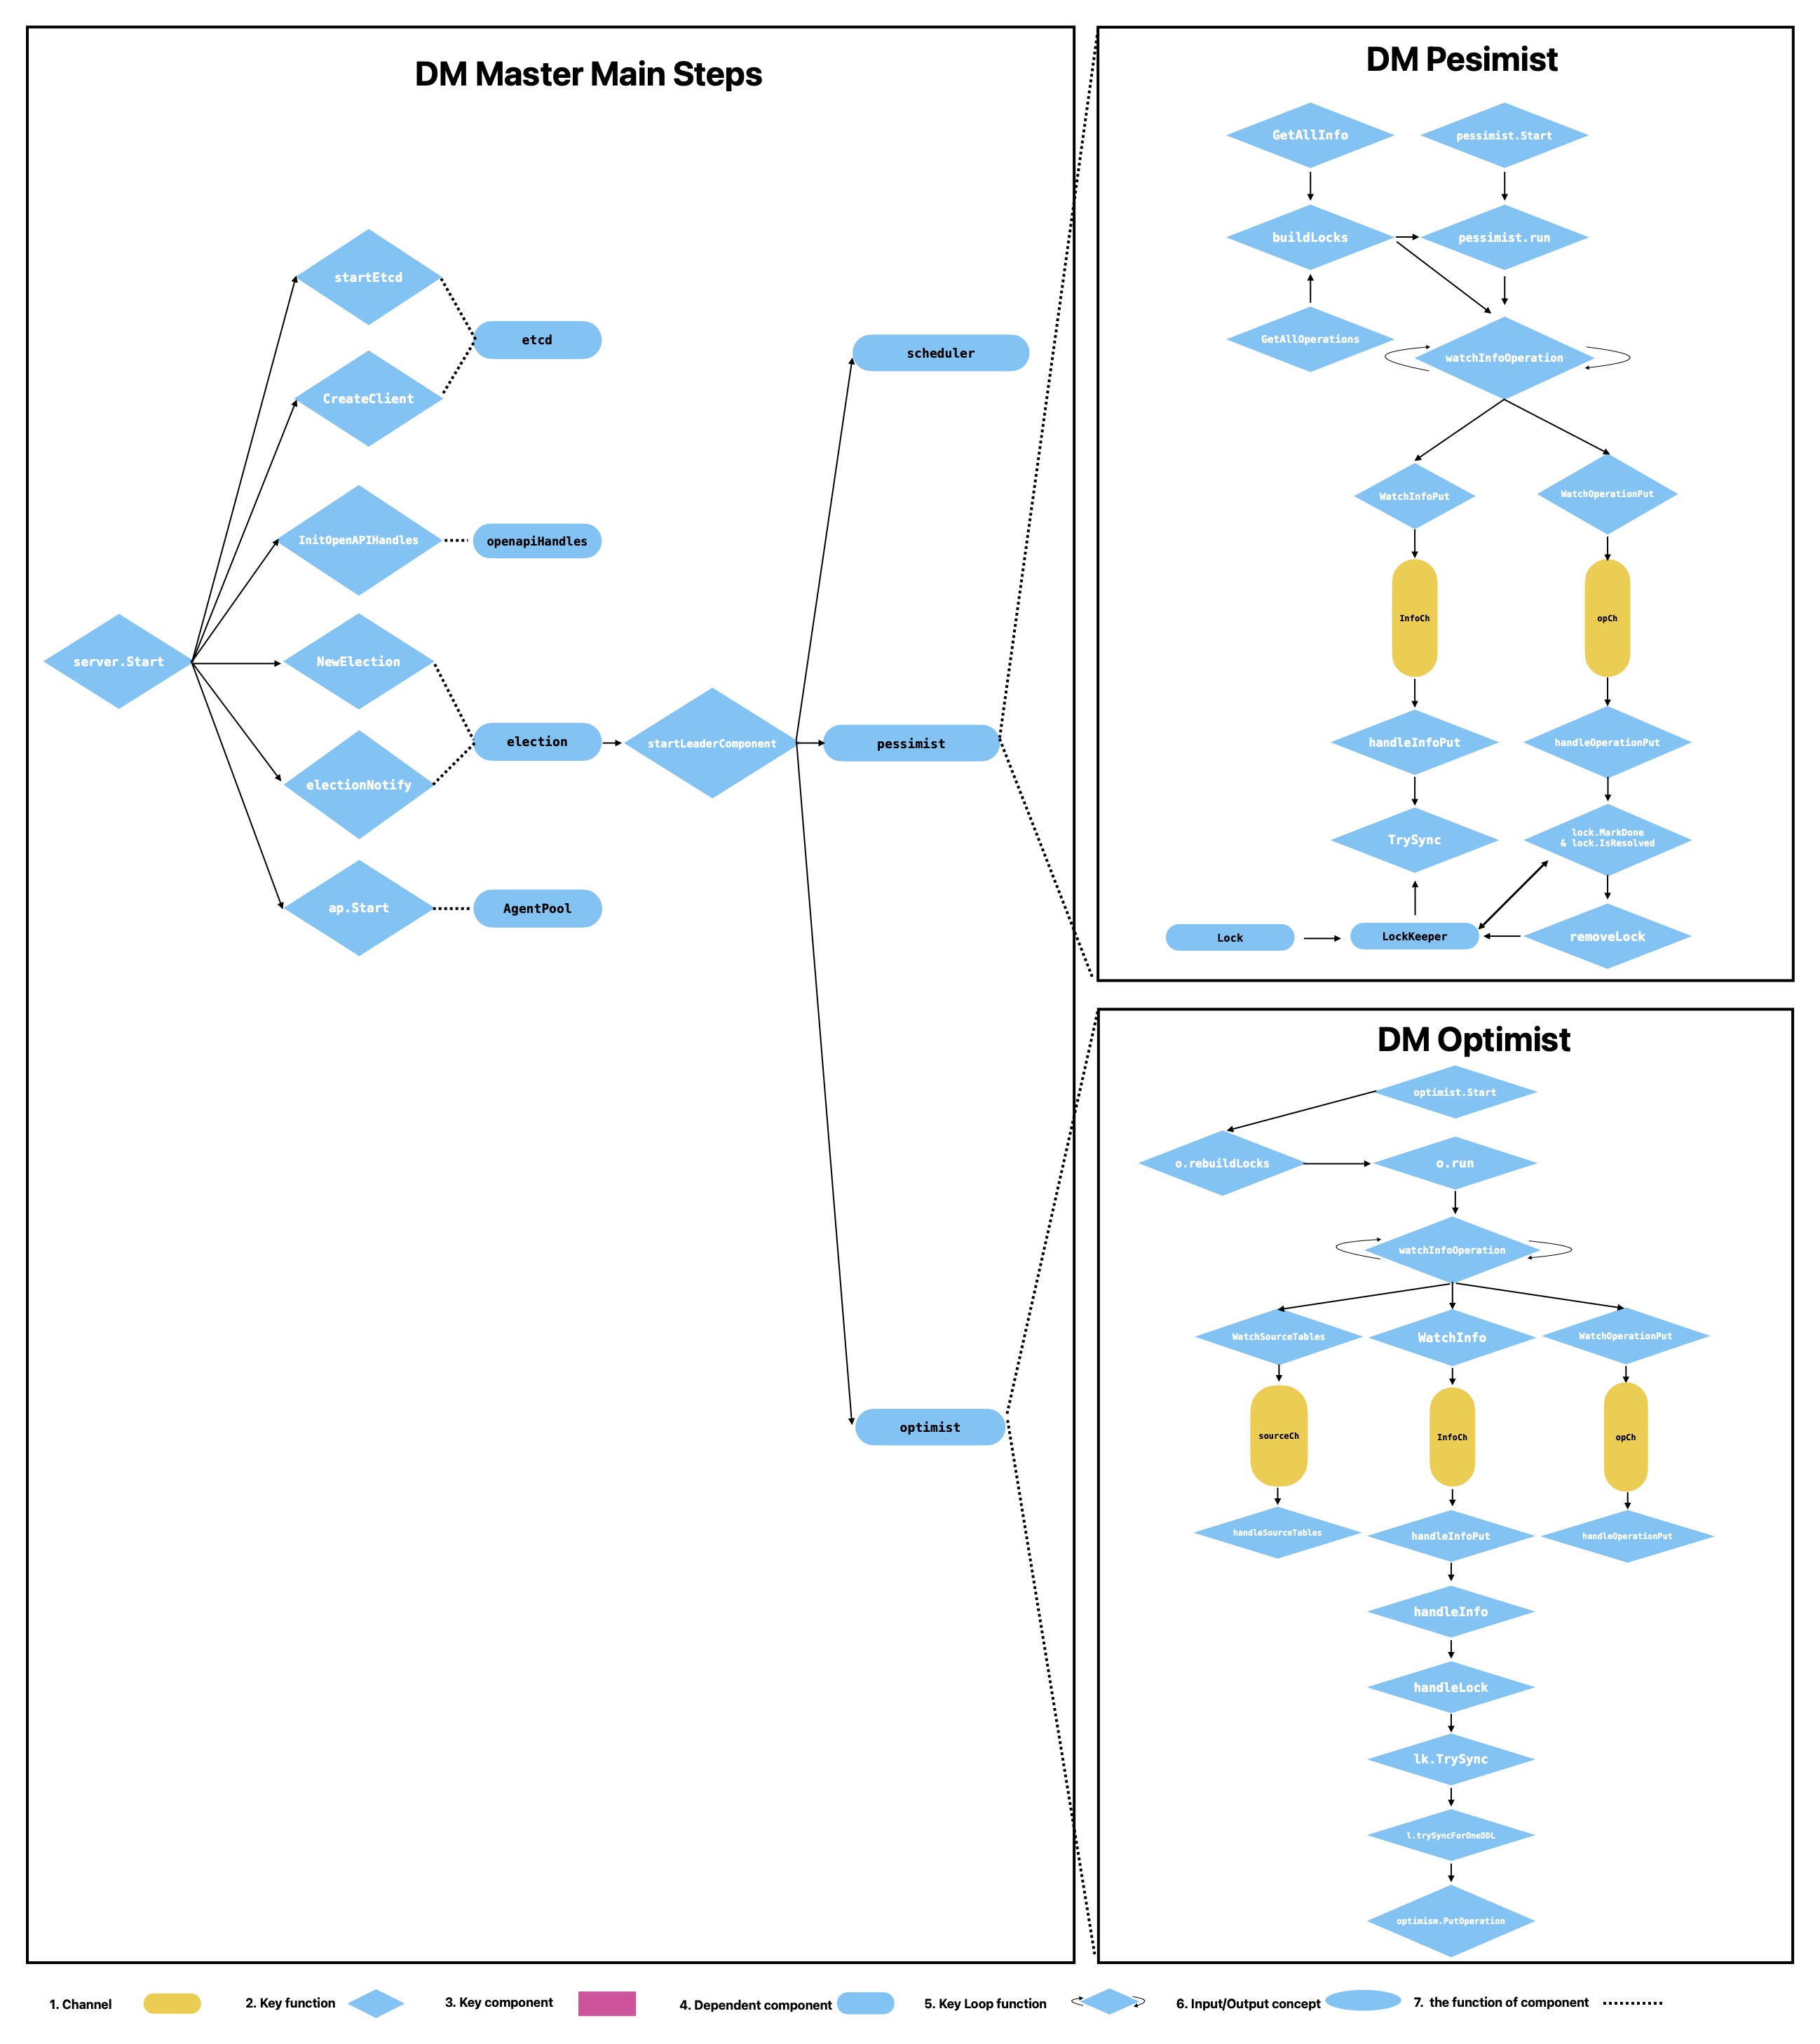 DM Master Main Steps
startEtcd
etcd
CreateClient
InitOpenAPIHandles
openapiHandles
server.Start
NewElection
electionNotify
election
startLeaderComponent
ap.Start
AgentPool
scheduler
pessimist
optimist
DM Pesimist
GetAllInfo
pessimist.Start
buildLocks
pessimist.run
GetAllOperations
watchInfoOperation
WatchInfoPut
WatchOperationPut
InfoCh
opCh
handleInfoPut
handleOperationPut
TrySync
lock.MarkDone
& lock.IsResolved
Lock
LockKeeper
removeLock
DM Optimist
optimist.Start
o.rebuildLocks
o.run
watchInfoOperation
WatchSourceTables
WatchInfo
WatchOperationPut
sourceCh
InfoCh
opCh
handleSourceTables
handleInfoPut
handleOperationPut
handleInfo
handleLock
lk.TrySync
l.trySyncForOneDDL
optimism.PutOperation
1. Channel
2. Key function
3. Key component
4. Dependent component
5. Key Loop function
6. Input/Output concept
7. the function of component